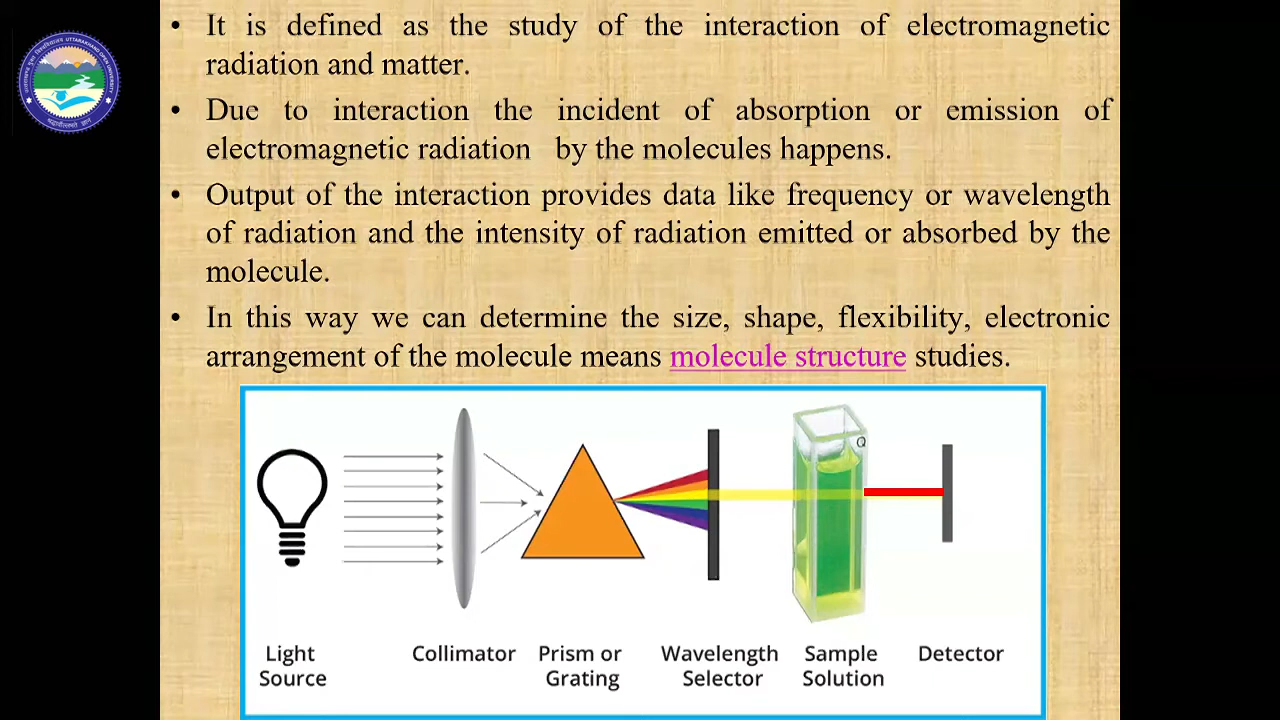 • It is defined as the study of the interaction of electromagnetic
radiation and matter.
• Due to interaction the incident of absorption or emission of
electromagnetic radiation by the molecules happens.
• Output of the interaction provides data like frequency or wavelength
of radiation and the intensity of radiation emitted or absorbed by the
molecule.
• In this way we can determine the size, shape, flexibility, electronic
arrangement of the molecule means molecule structure studies.
Q
Light
Source
Collimator
Prism or
Grating
Wavelength
Selector
Sample
Solution
Detector
UTTARAKHAND OPEN UNIVERSITY